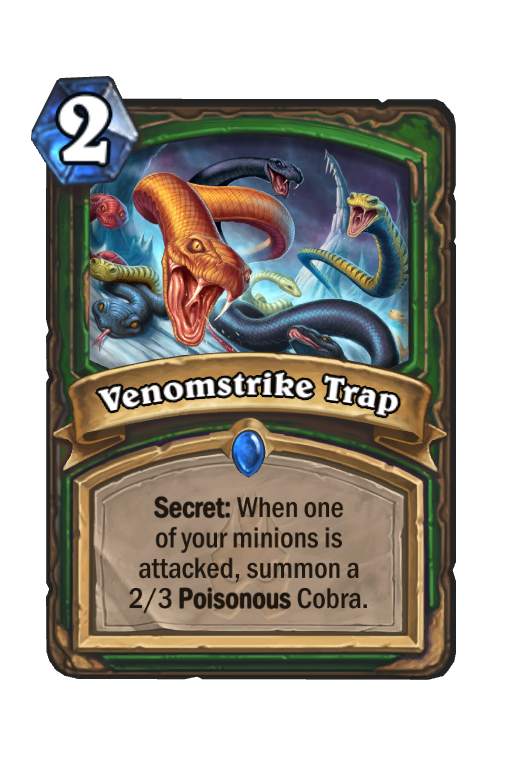 2
Venomstrike Trap
Secret: When one
of your minions is
attacked, summon a
2/3 Poisonous Cobra.